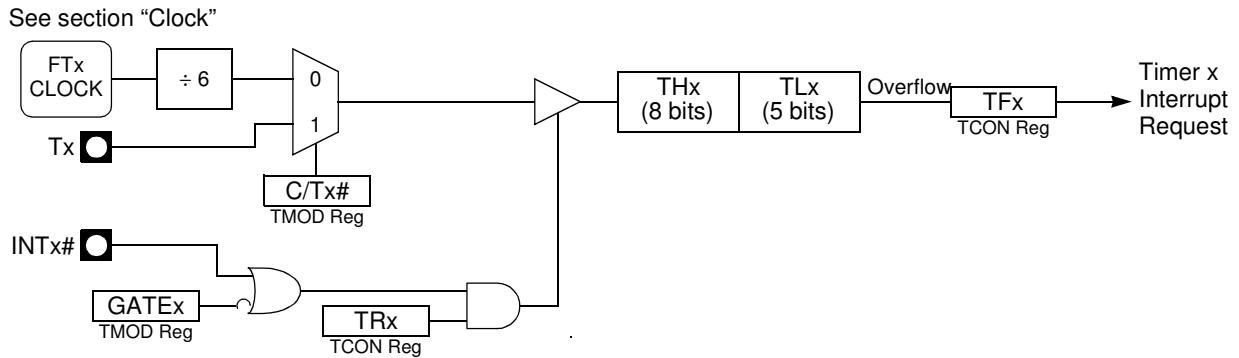 See section “Clock”
FTx
CLOCK
÷ 6
0
1
Tx
C/Tx#
TMOD Reg
THx
(8 bits)
TLx
(5 bits)
Overflow
TFx
TCON Reg
Timer x
Interrupt
Request
INTx#
GATEx
TMOD Reg
TRx
TCON Reg